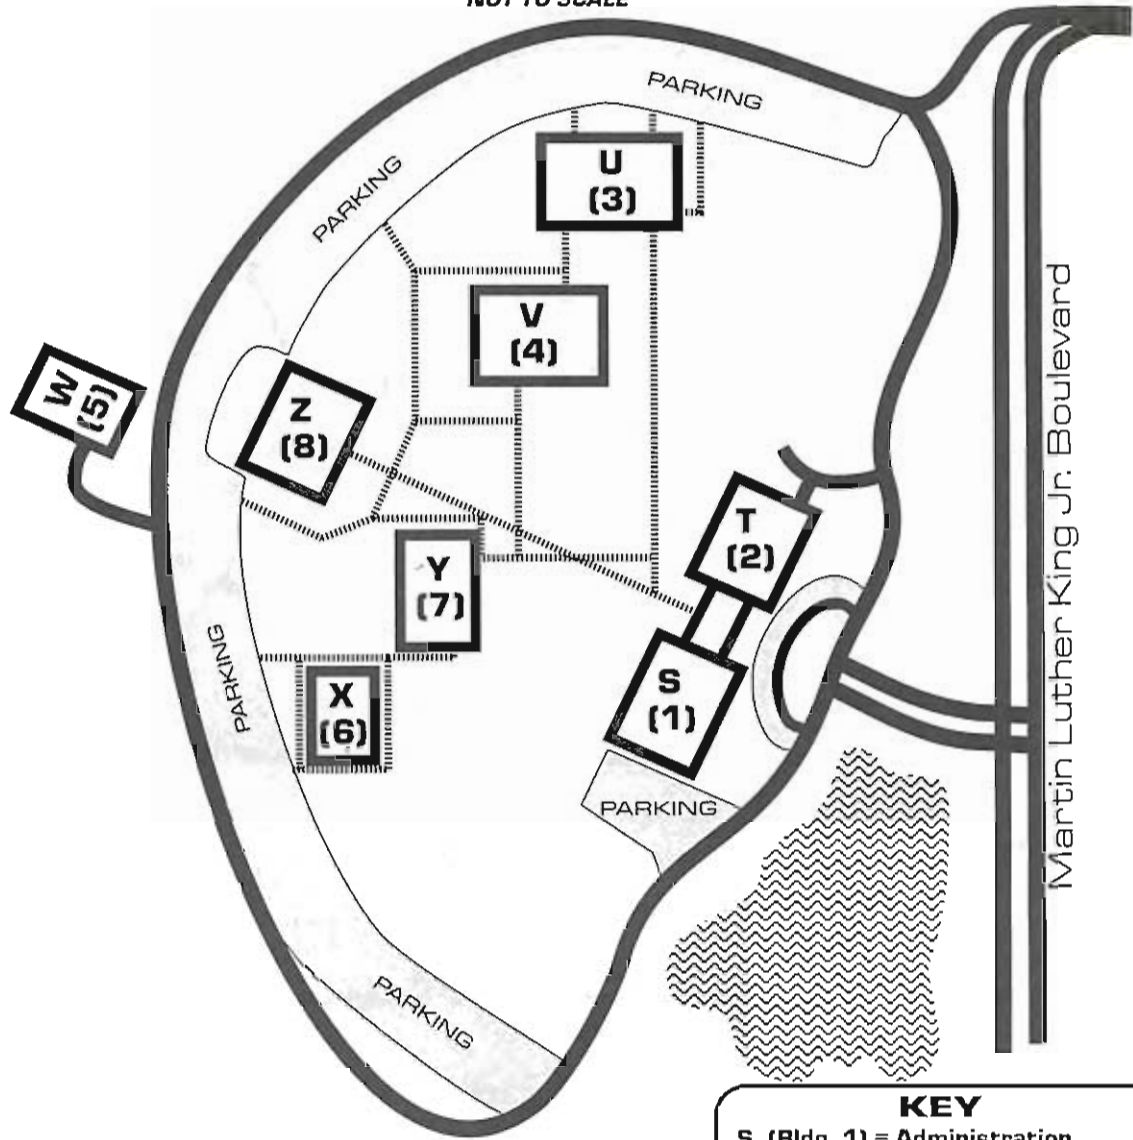 NOT TO SCALE
PARKING
PARKING
U
(3)
V
(4)
W
(5)
Z
(8)
T
(2)
Y
(7)
S
(1)
X
(6)
PARKING
PARKING
PARKING
Martin Luther King Jr. Boulevard
KEY
S (Bldg. 1) = Administration